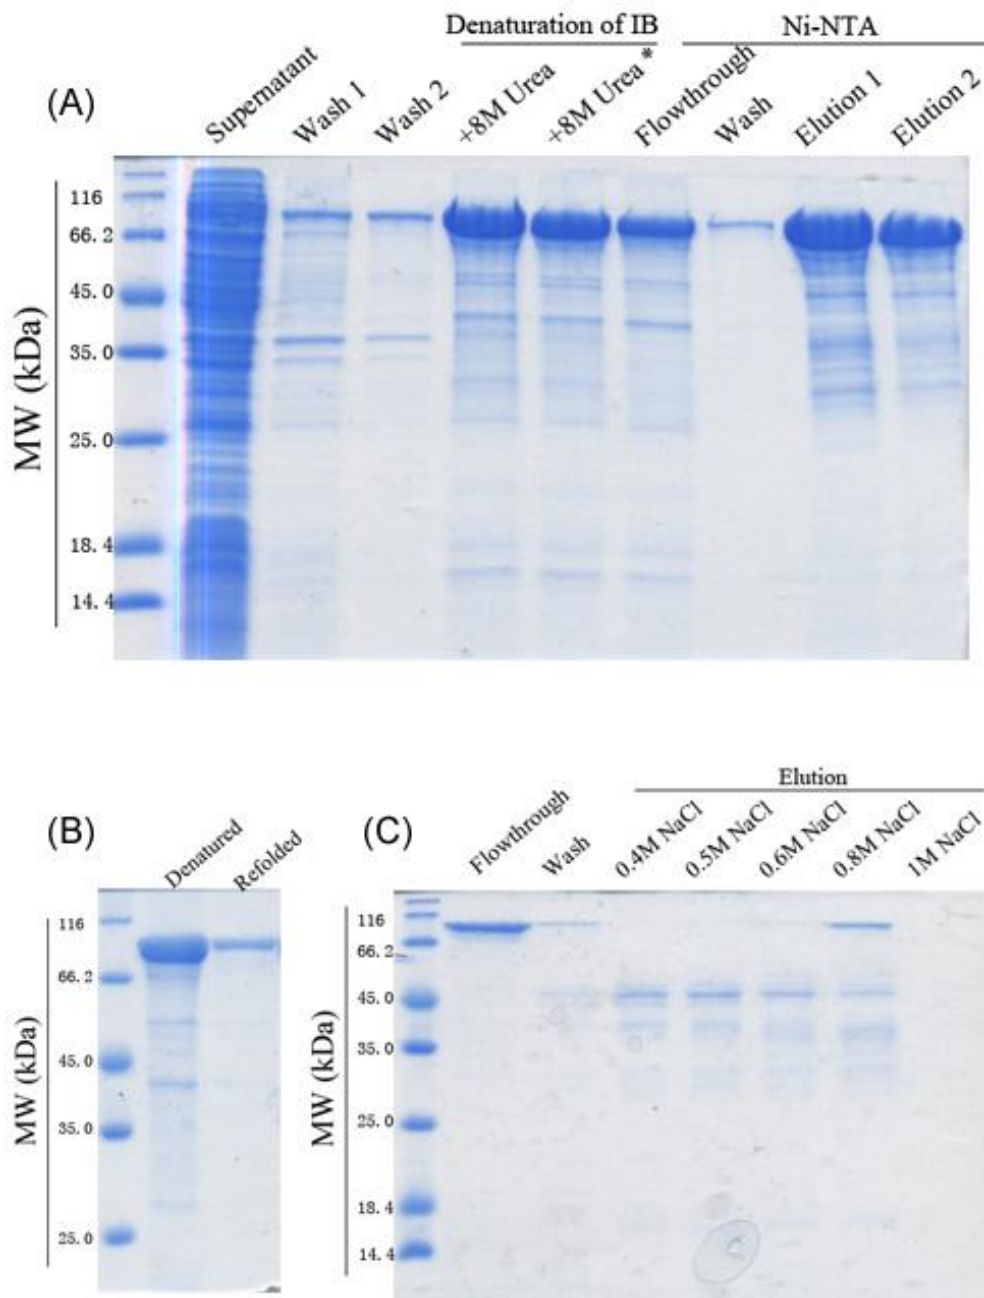 Denaturation of IB
Ni-NTA
(A)
Supernatant
Wash 1
Wash 2
+8M Urea
+8M Urea *
Flowthrough
Wash
Elution 1
Elution 2
MW (kDa)
116
66.2
45.0
35.0
25.0
18.4
14.4
(B)
Denatured
Refolded
MW (kDa)
116
66.2
45.0
35.0
25.0
(C)
Elution
Flowthrough
Wash
0.4M NaCl
0.5M NaCl
0.6M NaCl
0.8M NaCl
1M NaCl
MW (kDa)
116
66.2
45.0
35.0
25.0
18.4
14.4